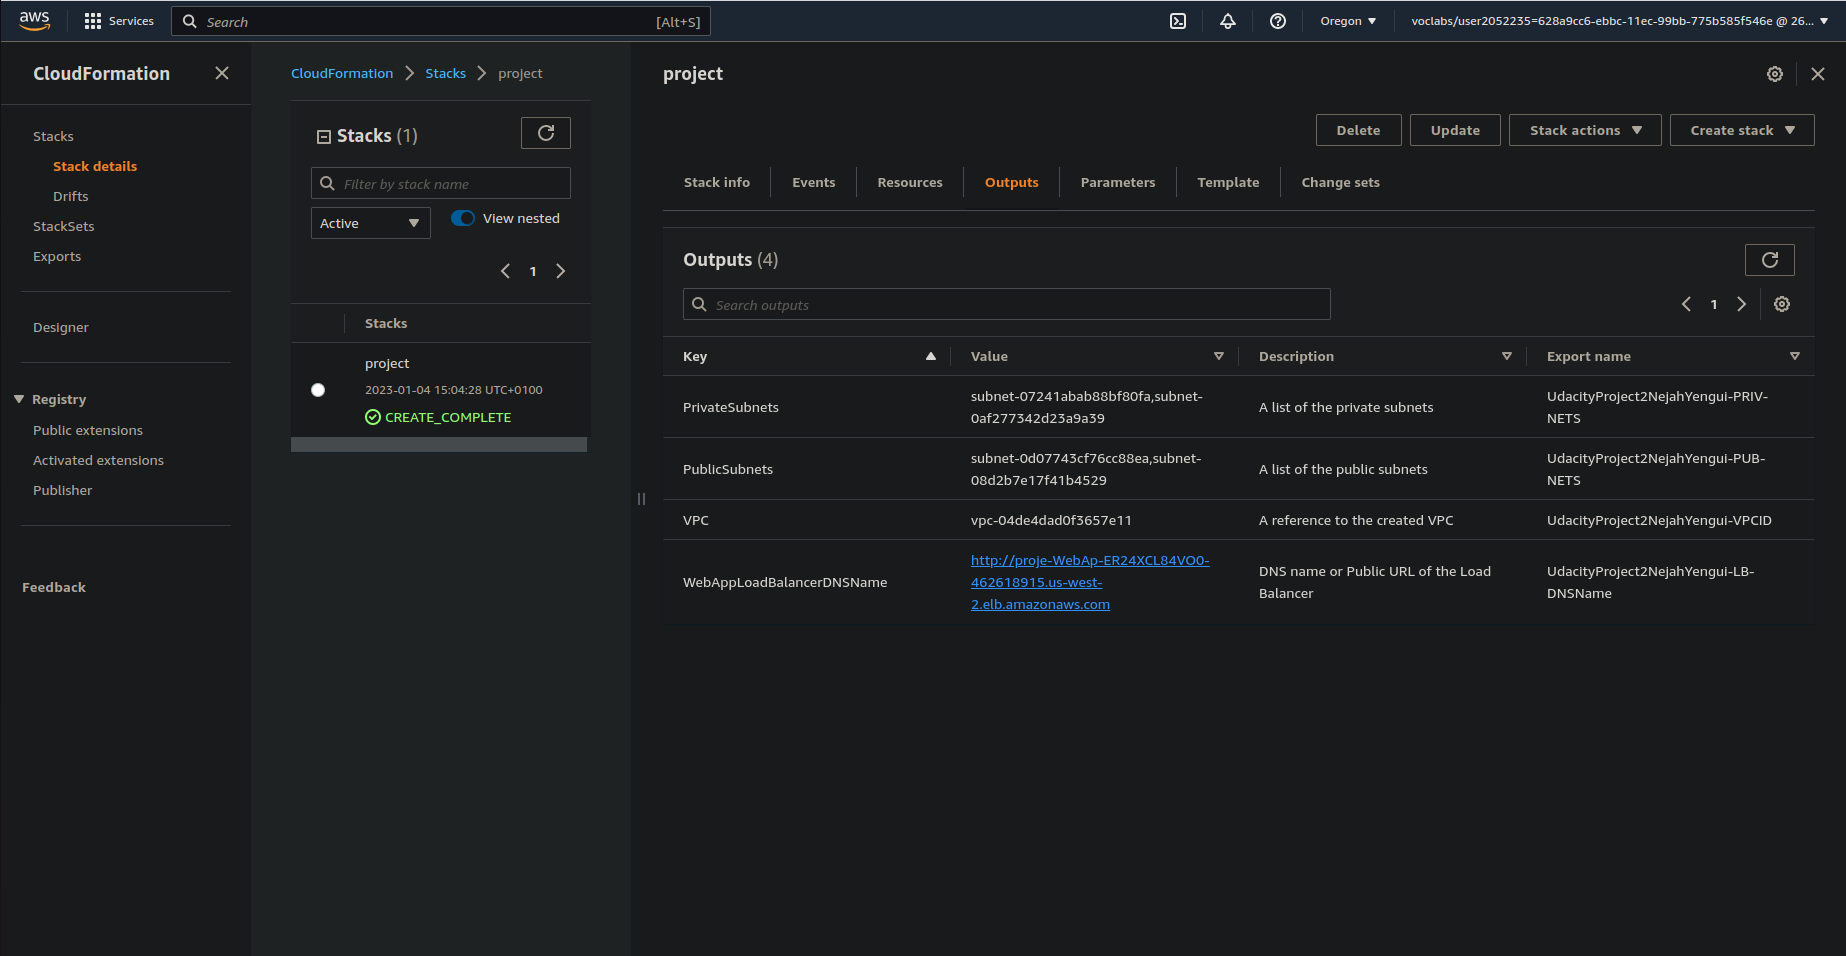 aws
Services
Search
[Alt+S]
Oregon
voclabs/user2052235=628a9cc6-ebbc-11ec-99bb-775b585f546e @ 26...
CloudFormation
Stacks
Stack details
Drifts
StackSets
Exports
Designer
Registry
Public extensions
Activated extensions
Publisher
Feedback
CloudFormation
Stacks
project
Stacks (1)
Filter by stack name
Active
View nested
1
Stacks
project
2023-01-04 15:04:28 UTC+0100
CREATE_COMPLETE
project
Delete
Update
Stack actions
Create stack
Stack info
Events
Resources
Outputs
Parameters
Template
Change sets
Outputs (4)
Search outputs
1
Key
Value
Description
Export name
PrivateSubnets
subnet-07241abab88bf80fa,subnet-
0af277342d23a9a39
A list of the private subnets
UdacityProject2NejahYengui-PRIV-
NETS
PublicSubnets
subnet-0d07743cf76cc88ea,subnet-
08d2b7e17f41b4529
A list of the public subnets
UdacityProject2NejahYengui-PUB-
NETS
VPC
vpc-04de4dad0f3657e11
A reference to the created VPC
UdacityProject2NejahYengui-VPCID
WebAppLoadBalancerDNSName
http://proje-WebAp-ER24XCL84VO0-
462618915.us-west-
2.elb.amazonaws.com
DNS name or Public URL of the Load
Balancer
UdacityProject2NejahYengui-LB-
DNSName